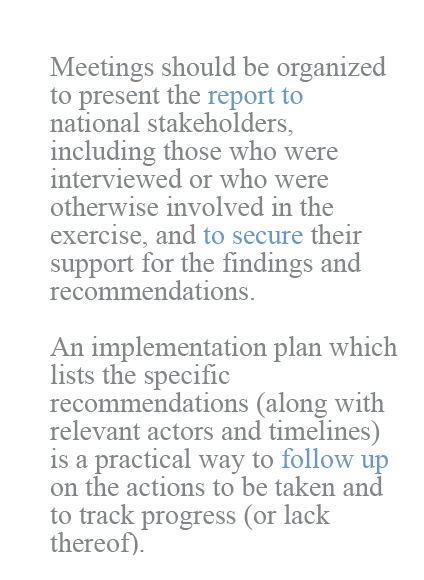 Meetings should be organized
to present the report to
national stakeholders,
including those who were
interviewed or who were
otherwise involved in the
exercise, and to secure their
support for the findings and
recommendations.
An implementation plan which
lists the specific
recommendations (along with
relevant actors and timelines)
is a practical way to follow up
on the actions to be taken and
to track progress (or lack
thereof).